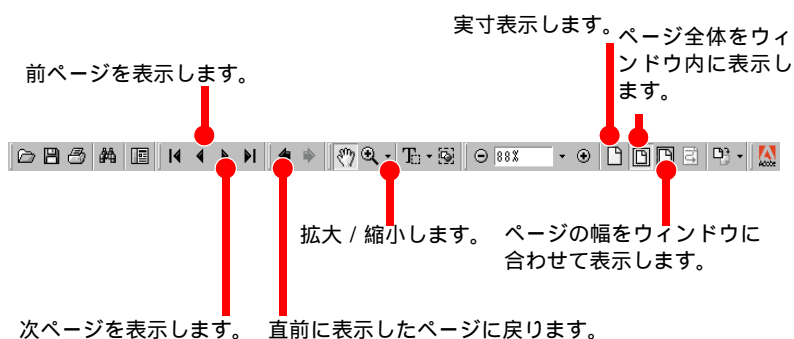 実寸表示します。
ページ全体をウィ
ンドウ内に表示し
ます。
前ページを表示します。
88%
Adobe
拡大 / 縮小します。
ページの幅をウィンドウに
合わせて表示します。
次ページを表示します。
直前に表示したページに戻ります。